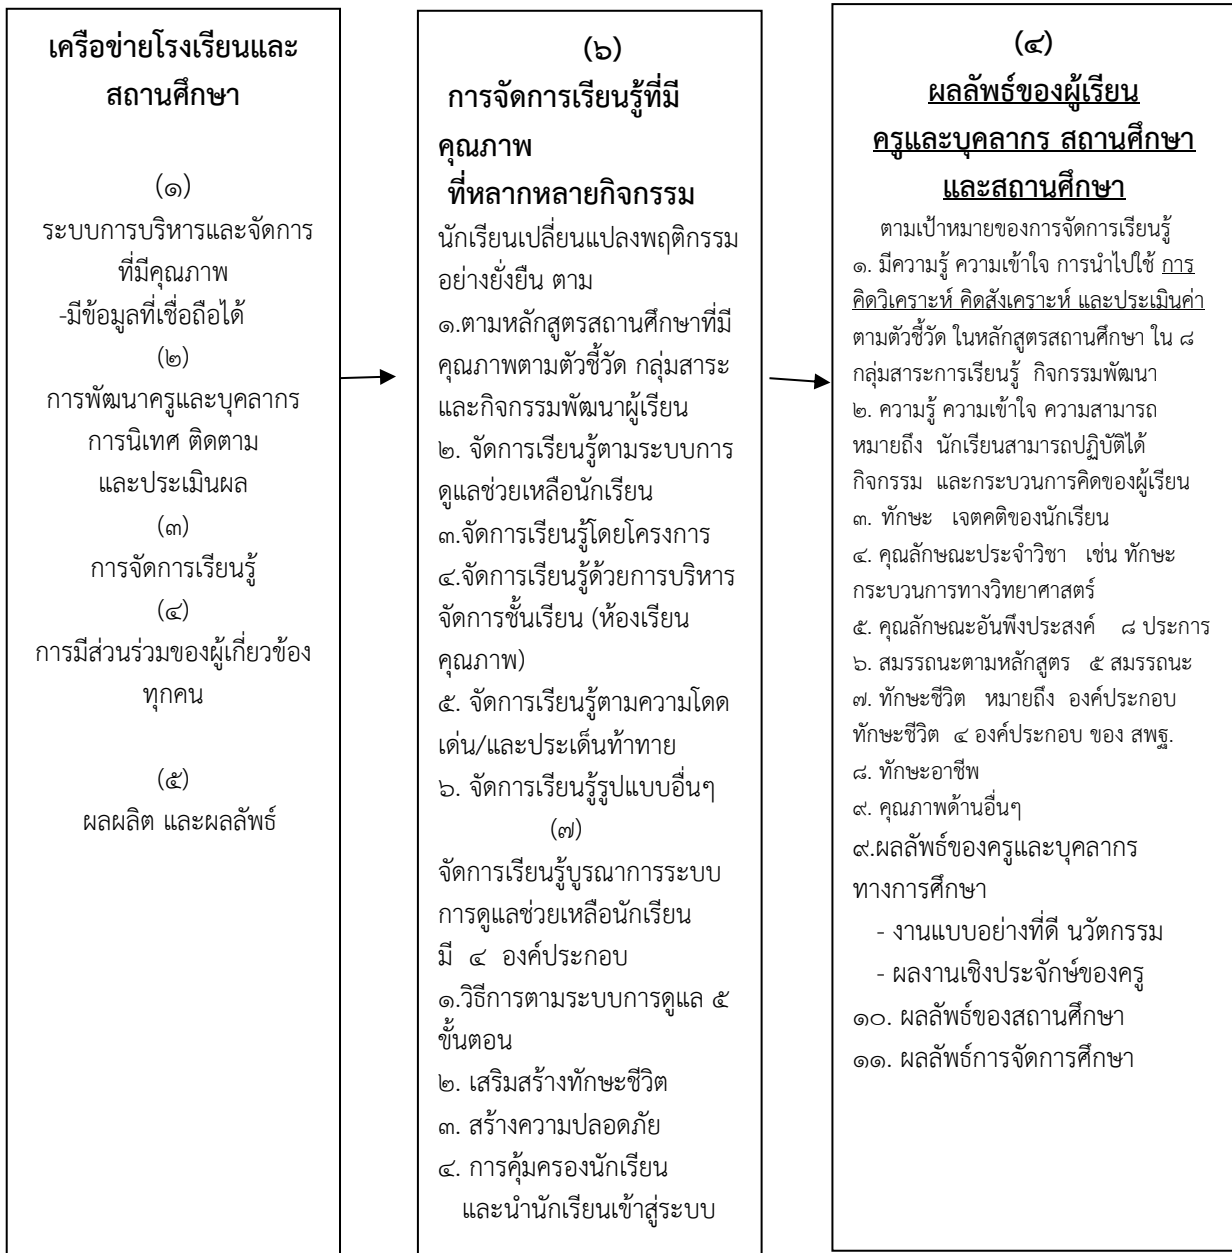 เครือข่ายโรงเรียนและ
สถานศึกษา
(๑)
ระบบการบริหารและจัดการ
ที่มีคุณภาพ
-มีข้อมูลที่เชื่อถือได้
(๒)
การพัฒนาครูและบุคลากร
การนิเทศ ติดตาม
และประเมินผล
(๓)
การจัดการเรียนรู้
(๔)
การมีส่วนร่วมของผู้เกี่ยวข้อง
ทุกคน
(๕)
ผลผลิต และผลลัพธ์
(๖)
การจัดการเรียนรู้ที่มี
คุณภาพ
ที่หลากหลายกิจกรรม
นักเรียนเปลี่ยนแปลงพฤติกรรม
อย่างยั่งยืน ตาม
๑.ตามหลักสูตรสถานศึกษาที่มี
คุณภาพตามตัวชี้วัด กลุ่มสาระ
และกิจกรรมพัฒนาผู้เรียน
๒. จัดการเรียนรู้ตามระบบการ
ดูแลช่วยเหลือนักเรียน
๓.จัดการเรียนรู้โดยโครงการ
๔.จัดการเรียนรู้ด้วยการบริหาร
จัดการชั้นเรียน (ห้องเรียน
คุณภาพ)
๕. จัดการเรียนรู้ตามความโดด
เด่น/และประเด็นท้าทาย
๖. จัดการเรียนรู้รูปแบบอื่นๆ
(๗)
จัดการเรียนรู้บูรณาการระบบ
การดูแลช่วยเหลือนักเรียน
มี ๔ องค์ประกอบ
๑.วิธีการตามระบบการดูแล ๕
ขั้นตอน
๒. เสริมสร้างทักษะชีวิต
๓. สร้างความปลอดภัย
๔. การคุ้มครองนักเรียน
และนำนักเรียนเข้าสู่ระบบ
(๔)
ผลลัพธ์ของผู้เรียน
ครูและบุคลากร สถานศึกษา
และสถานศึกษา
ตามเป้าหมายของการจัดการเรียนรู้
๑. มีความรู้ ความเข้าใจ การนำไปใช้ การ
คิดวิเคราะห์ คิดสังเคราะห์ และประเมินค่า
ตามตัวชี้วัด ในหลักสูตรสถานศึกษา ใน ๘
กลุ่มสาระการเรียนรู้ กิจกรรมพัฒนา
๒. ความรู้ ความเข้าใจ ความสามารถ
หมายถึง นักเรียนสามารถปฏิบัติได้
กิจกรรม และกระบวนการคิดของผู้เรียน
๓. ทักษะ เจตคติของนักเรียน
๔. คุณลักษณะประจำวิชา เช่น ทักษะ
กระบวนการทางวิทยาศาสตร์
๕. คุณลักษณะอันพึงประสงค์ ๘ ประการ
๖. สมรรถนะตามหลักสูตร ๕ สมรรถนะ
๗. ทักษะชีวิต หมายถึง องค์ประกอบ
ทักษะชีวิต ๔ องค์ประกอบ ของ สพฐ.
๘. ทักษะอาชีพ
๙. คุณภาพด้านอื่นๆ
๙.ผลลัพธ์ของครูและบุคลากร
ทางการศึกษา
- งานแบบอย่างที่ดี นวัตกรรม
- ผลงานเชิงประจักษ์ของครู
๑๐. ผลลัพธ์ของสถานศึกษา
๑๑. ผลลัพธ์การจัดการศึกษา